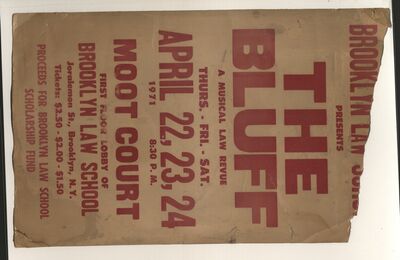 BROOKLYN LAW SCHOOL
PRESENTS
THE
BLUFF
A MUSICAL LAW REVUE
THURS. - FRI. - SAT.
APRIL 22, 23, 24
1971 8:30 P.M.
MOOT COURT
FIRST FLOOR LOBBY OF
BROOKLYN LAW SCHOOL
Joralemon St., Brooklyn, N.Y.
Tickets: $2.50 - $2.00 - $1.50
PROCEEDS FOR BROOKLYN LAW SCHOOL
SCHOLARSHIP FUND